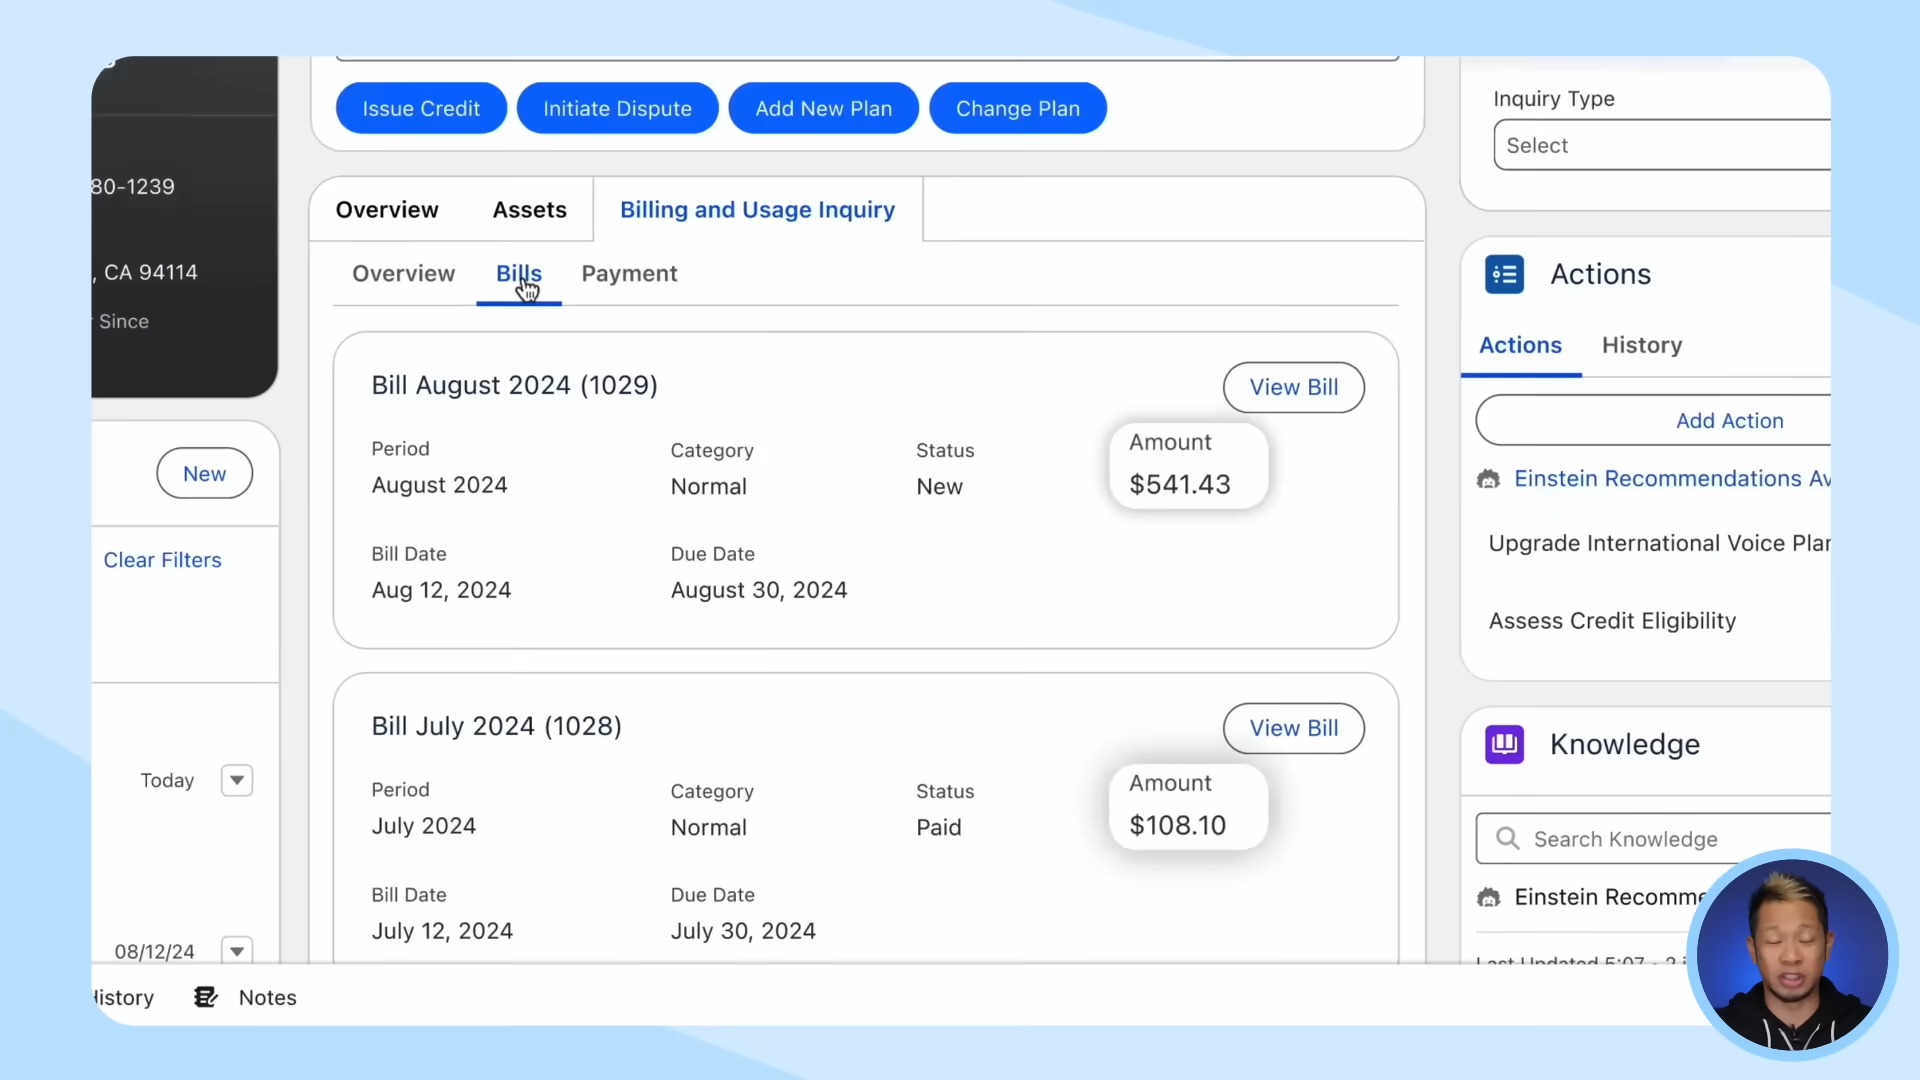 Issue Credit
Initiate Dispute
Add New Plan
Change Plan
Inquiry Type
Select
80-1239
, CA 94114
Since
New
Clear Filters
Today
08/12/24
Overview
Assets
Billing and Usage Inquiry
Overview
Bills
Payment
Bill August 2024 (1029)
View Bill
Period
Category
Status
Amount
August 2024
Normal
New
$541.43
Bill Date
Due Date
Aug 12, 2024
August 30, 2024
Bill July 2024 (1028)
View Bill
Period
Category
Status
Amount
July 2024
Normal
Paid
$108.10
Bill Date
Due Date
July 12, 2024
July 30, 2024
Actions
Actions
History
Add Action
Einstein Recommendations Av
Upgrade International Voice Plan
Assess Credit Eligibility
Knowledge
Search Knowledge
Einstein Recomme
History
Notes